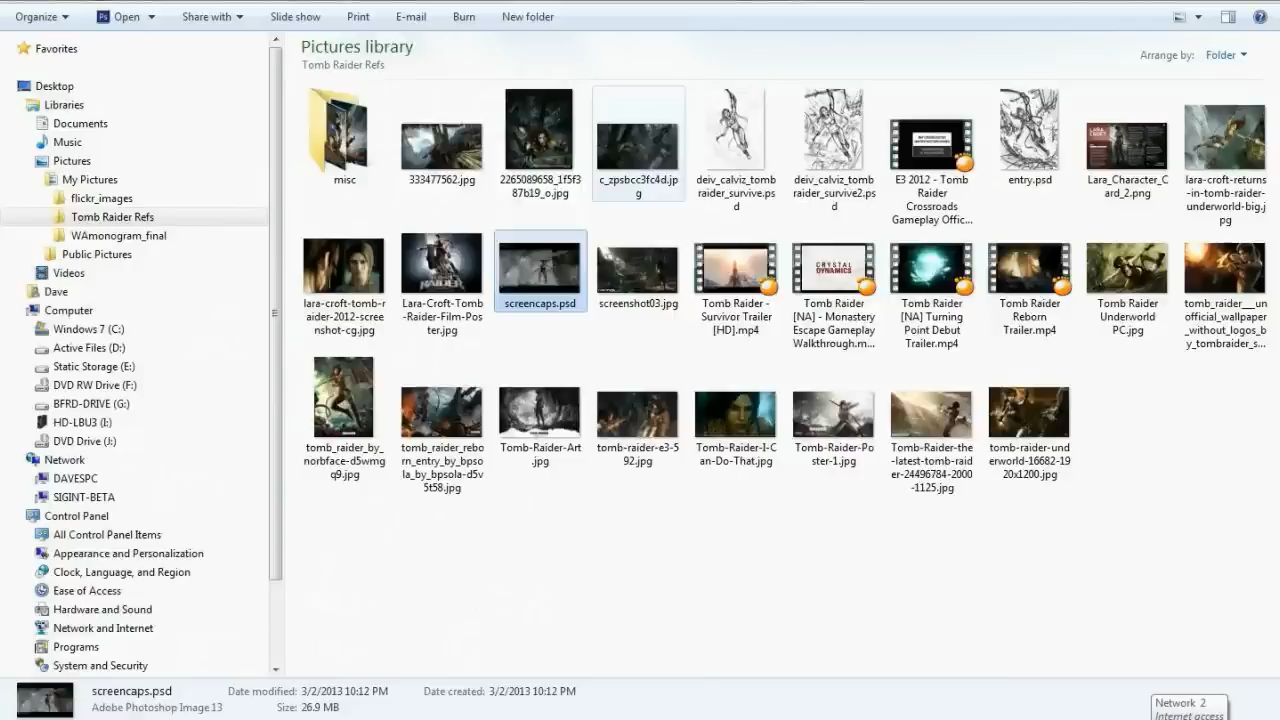 Organize
Open
Share with
Slide show
Print
E-mail
Burn
New folder
Favorites
Desktop
Libraries
Documents
Music
Pictures
My Pictures
flickr_images
Tomb Raider Refs
WAmonogram_final
Public Pictures
Videos
Dave
Computer
Windows 7 (C:)
Active Files (D:)
Static Storage (E:)
DVD RW Drive (F:)
BFRD-DRIVE (G:)
HD-LBU3 (I:)
DVD Drive (J:)
Network
DAVESPC
SIGINT-BETA
Control Panel
All Control Panel Items
Appearance and Personalization
Clock, Language, and Region
Ease of Access
Hardware and Sound
Network and Internet
Programs
System and Security
Pictures library
Tomb Raider Refs
Arrange by: Folder
misc
333477562.jpg
2265089658_1f5f3
87b19_o.jpg
c_zpsbcc3fc4d.jp
g
deiv_calviz_tomb
raider_survive.ps
d
deiv_calviz_tomb
raider_survive2.ps
d
E3 2012 - Tomb
Raider
Crossroads
Gameplay Offic...
entry.psd
Lara_Character_C
ard_2.png
lara-croft-returns
-in-tomb-raider-
underworld-big.j
pg
lara-croft-tomb-r
aider-2012-scree
nshot-cg.jpg
Lara-Croft-Tomb
-Raider-Film-Pos
ter.jpg
screencaps.psd
screenshot03.jpg
Tomb Raider -
Survivor Trailer
[HD].mp4
CRYSTAL
DYNAMICS
Tomb Raider
[NA] - Monastery
Escape Gameplay
Walkthrough.m...
Tomb Raider
[NA] Turning
Point Debut
Trailer.mp4
Tomb Raider
Reborn
Trailer.mp4
Tomb Raider
Underworld
PC.jpg
tomb_raider__un
official_wallpaper
_without_logos_b
y_tombraider_s...
tomb_raider_by_
norbface-d5wmg
q9.jpg
tomb_raider_rebo
rn_entry_by_bpso
la_by_bpsola-d5v
5t58.jpg
Tomb-Raider-Art
.jpg
tomb-raider-e3-5
92.jpg
Tomb-Raider-I-C
an-Do-That.jpg
Tomb-Raider-Po
ster-1.jpg
Tomb-Raider-the
-latest-tomb-raid
er-24496784-2000
-1125.jpg
tomb-raider-und
erworld-16682-19
20x1200.jpg
screencaps.psd
Date modified: 3/2/2013 10:12 PM
Date created: 3/2/2013 10:12 PM
Adobe Photoshop Image 13
Size: 26.9 MB
Network 2
Internet access